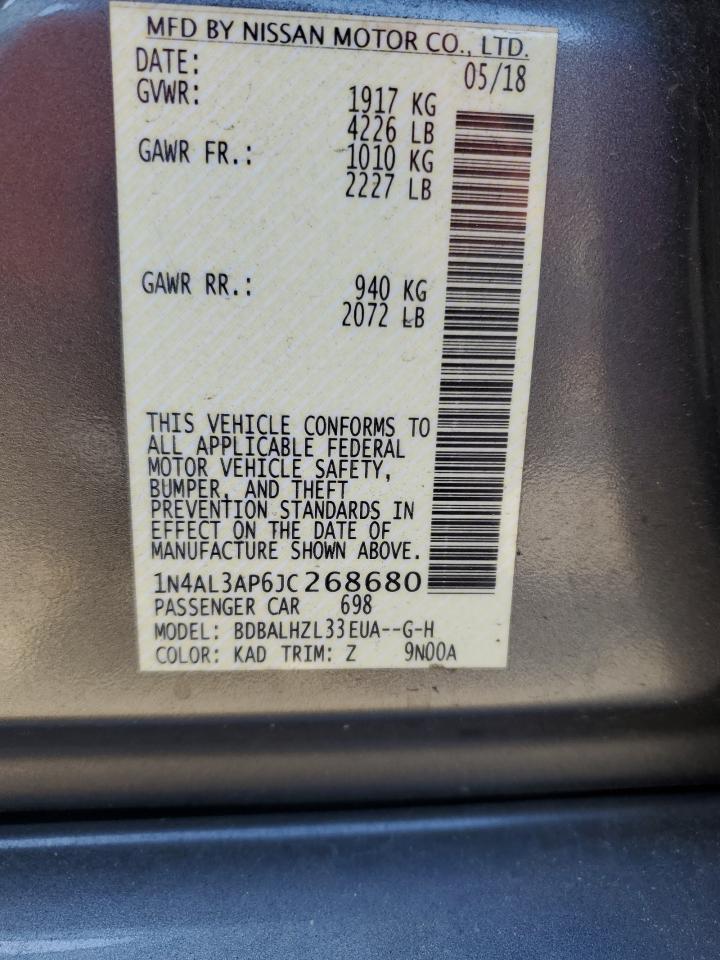 MFD BY NISSAN MOTOR CO., LTD.
DATE: 05/18
GVWR: 1917 KG
4226 LB
GAWR FR.: 1010 KG
2227 LB
GAWR RR.: 940 KG
2072 LB
THIS VEHICLE CONFORMS TO
ALL APPLICABLE FEDERAL
MOTOR VEHICLE SAFETY,
BUMPER, AND THEFT
PREVENTION STANDARDS IN
EFFECT ON THE DATE OF
MANUFACTURE SHOWN ABOVE.
1N4AL3AP6JC268680
PASSENGER CAR 698
MODEL: BDBALHZL33EUA--G-H
COLOR: KAD TRIM: Z 9N00A